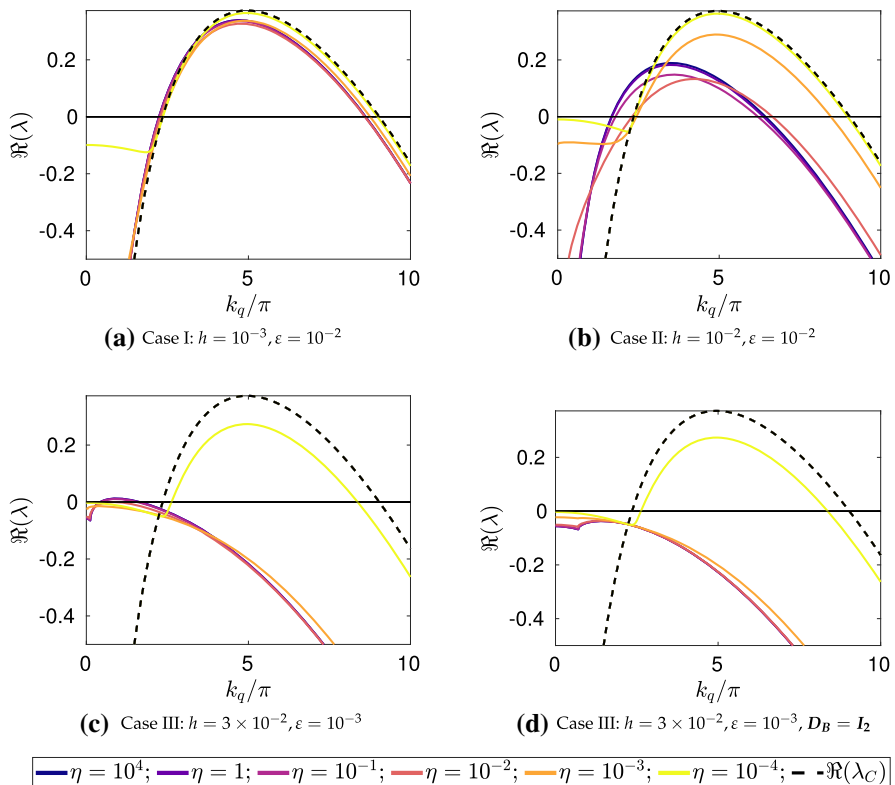 0.2
0
-0.2
-0.4
ℜ(λ)
0
5
10
k_q/π
(a) Case I: h = 10^{-3}, ε = 10^{-2}
0.2
0
-0.2
-0.4
ℜ(λ)
0
5
10
k_q/π
(b) Case II: h = 10^{-2}, ε = 10^{-2}
0.2
0
-0.2
-0.4
ℜ(λ)
0
5
10
k_q/π
(c) Case III: h = 3 × 10^{-2}, ε = 10^{-3}
0.2
0
-0.2
-0.4
ℜ(λ)
0
5
10
k_q/π
(d) Case III: h = 3 × 10^{-2}, ε = 10^{-3}, D_B = I_2
η = 10^4; η = 1; η = 10^{-1}; η = 10^{-2}; η = 10^{-3}; η = 10^{-4}; ℜ(λ_C)